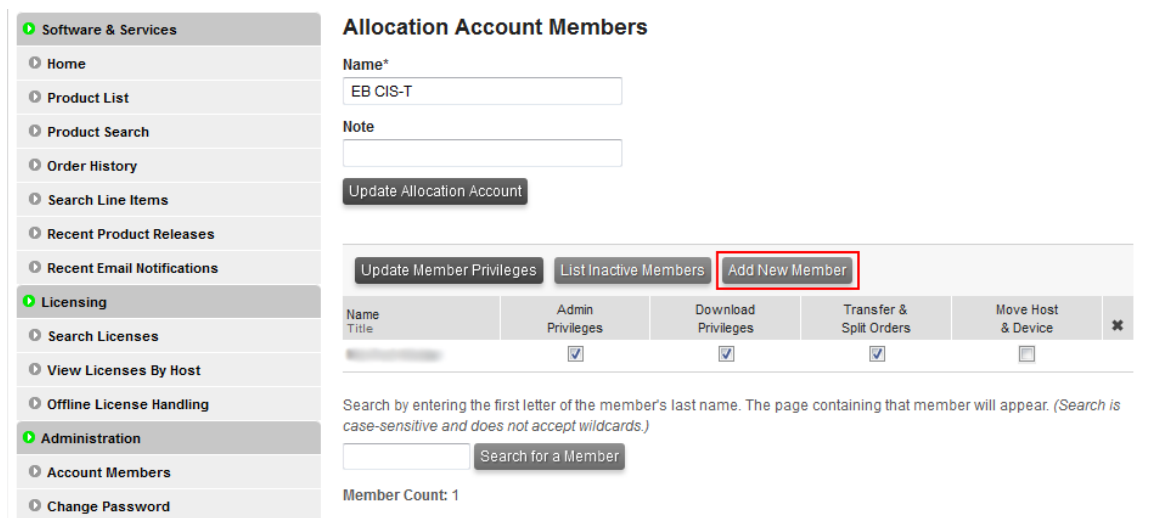 Software & Services
Home
Product List
Product Search
Order History
Search Line Items
Recent Product Releases
Recent Email Notifications
Licensing
Search Licenses
View Licenses By Host
Offline License Handling
Administration
Account Members
Change Password
Allocation Account Members
Name*
EB CIS-T
Note
Update Allocation Account
Update Member Privileges List Inactive Members Add New Member
Name Title Admin Privileges Download Privileges Transfer & Split Orders Move Host & Device ✖
Search by entering the first letter of the member's last name. The page containing that member will appear. (Search is
case-sensitive and does not accept wildcards.)
Search for a Member
Member Count: 1